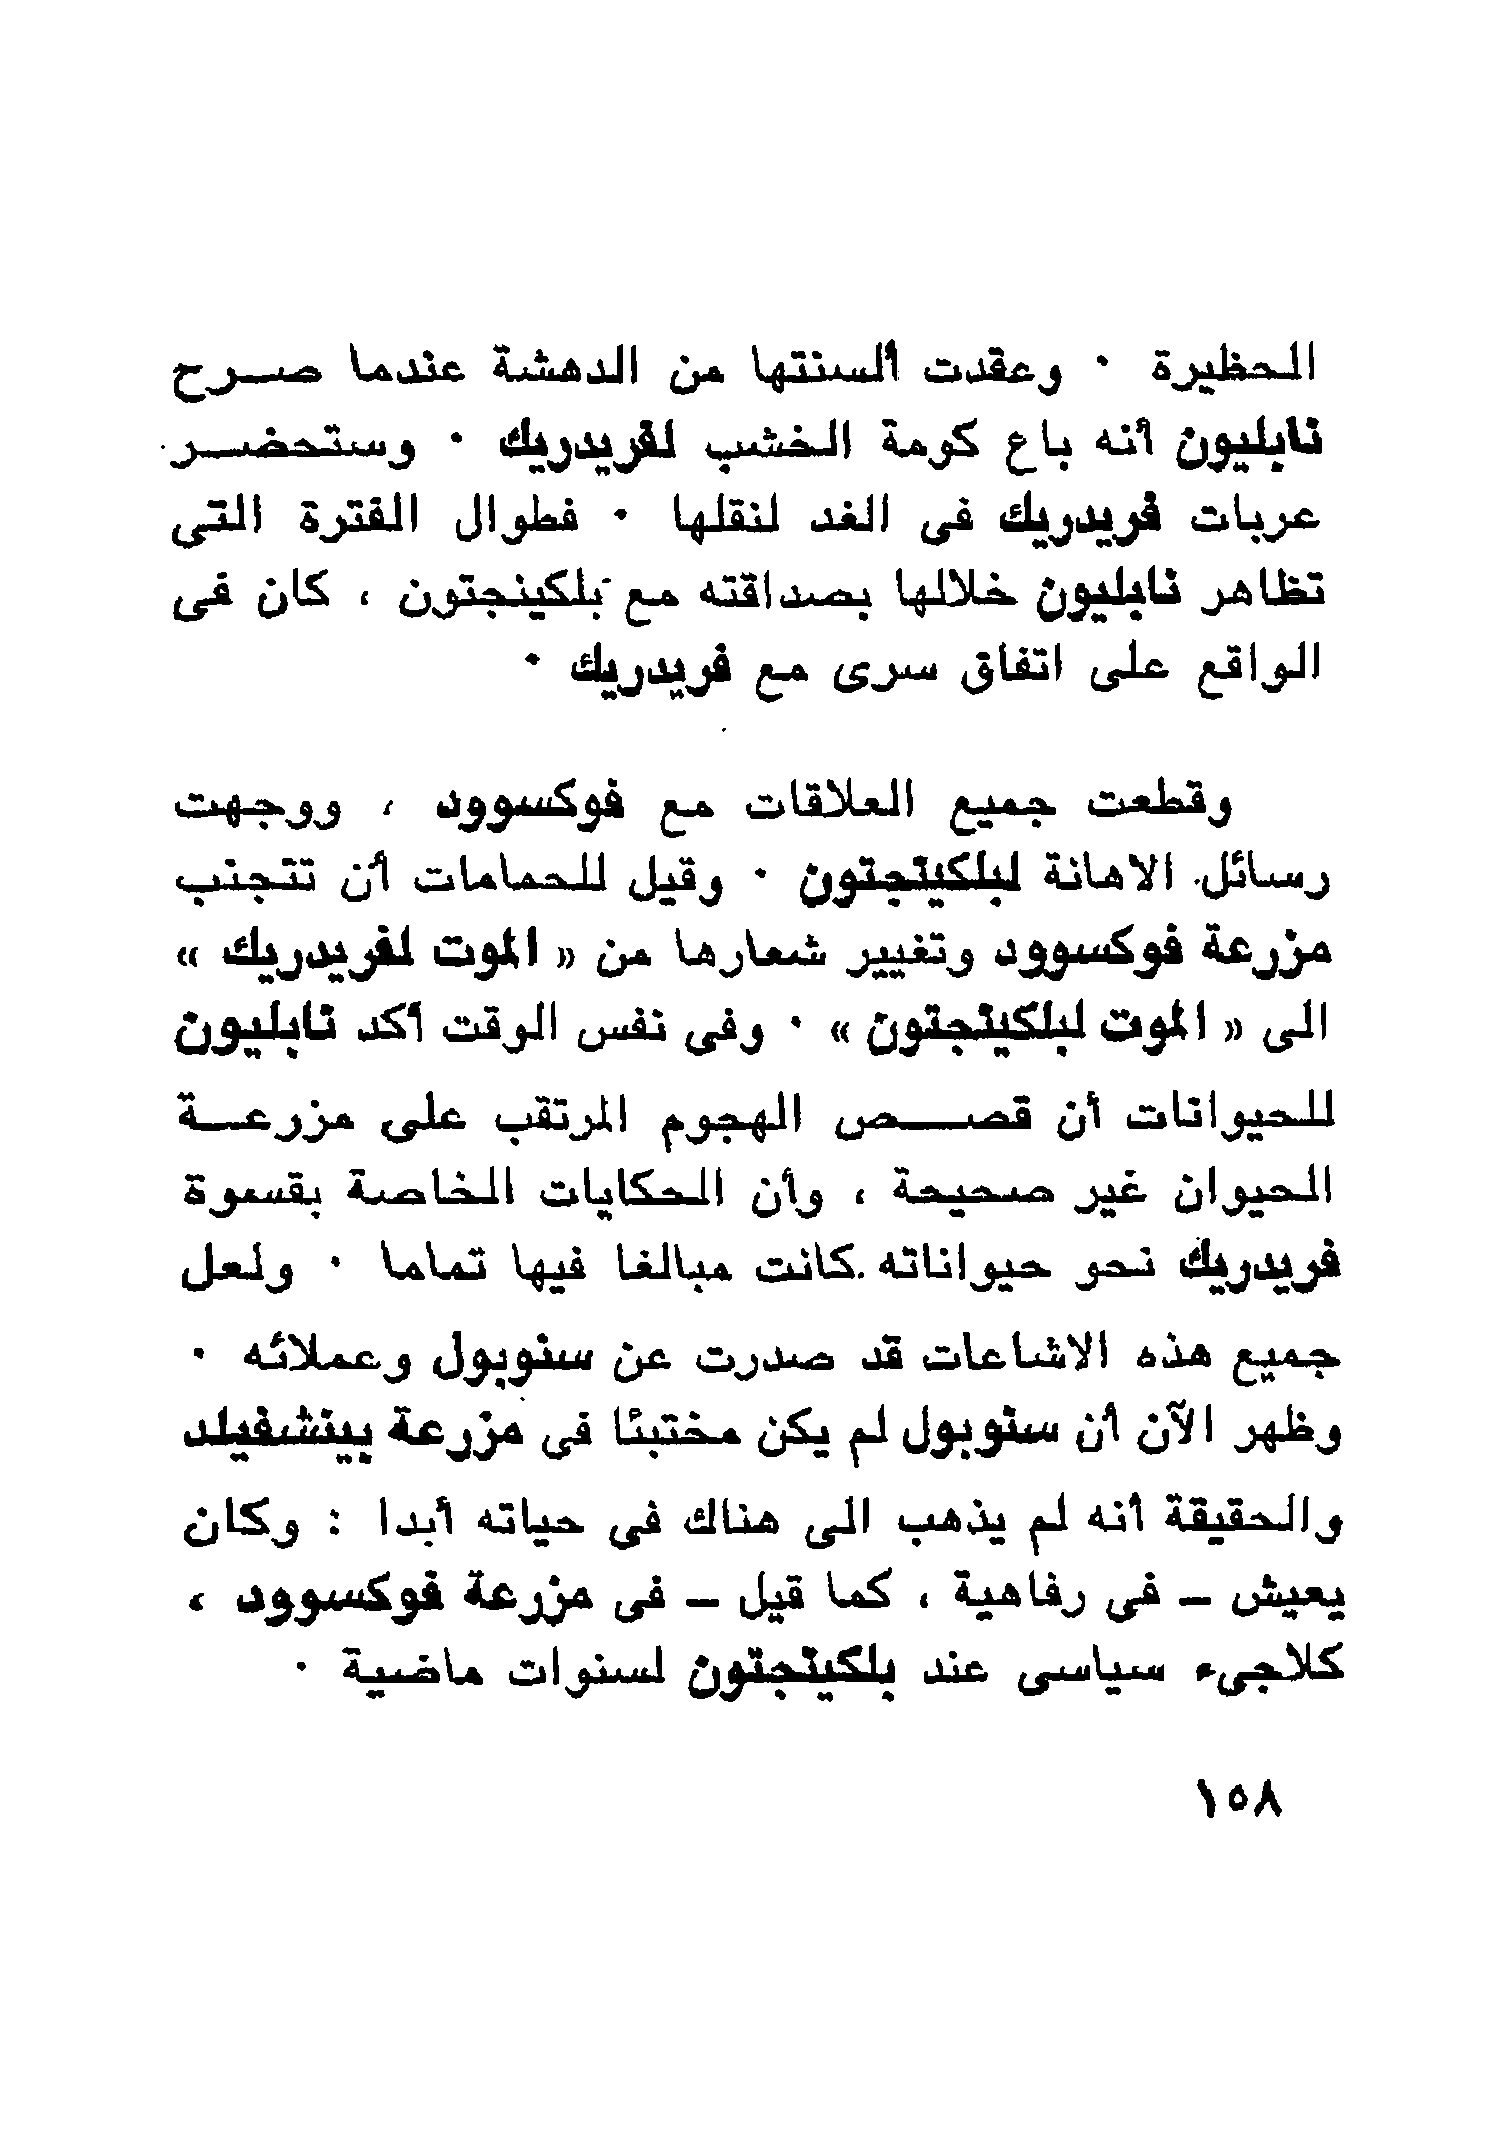 الحظيرة . وعقدت ألسنتها من الدهشة عندما صرح
نابليون أنه باع كومة الخشب لفريدريك . وستحضر
عربات فريدريك فى الغد لنقلها . فطوال الفترة التى
تظاهر نابليون خلالها بصداقته مع بلكينجتون ، كان فى
الواقع على اتفاق سرى مع فريدريك .
وقطعت جميع العلاقات مع فوكسوود ، ووجهت
رسائل الاهانة لبلكينجتون . وقيل للحمامات أن تتجنب
مزرعة فوكسوود وتغيير شعارها من « الموت لفريدريك »
الى « الموت لبلكينجتون » . وفى نفس الوقت أكد نابليون
للحيوانات أن قصص الهجوم المرتقب على مزرعة
الحيوان غير صحيحة ، وأن الحكايات الخاصة بقسوة
فريدريك نحو حيواناته كانت مبالغا فيها تماما . ولعل
جميع هذه الاشاعات قد صدرت عن سنوبول وعملائه .
وظهر الآن أن سنوبول لم يكن مختبئا فى مزرعة بينشفيلد
والحقيقة أنه لم يذهب الى هناك فى حياته أبدا : وكان
يعيش – فى رفاهية ، كما قيل – فى مزرعة فوكسوود ،
كلاجىء سياسى عند بلكينجتون لسنوات ماضية .
١٥٨